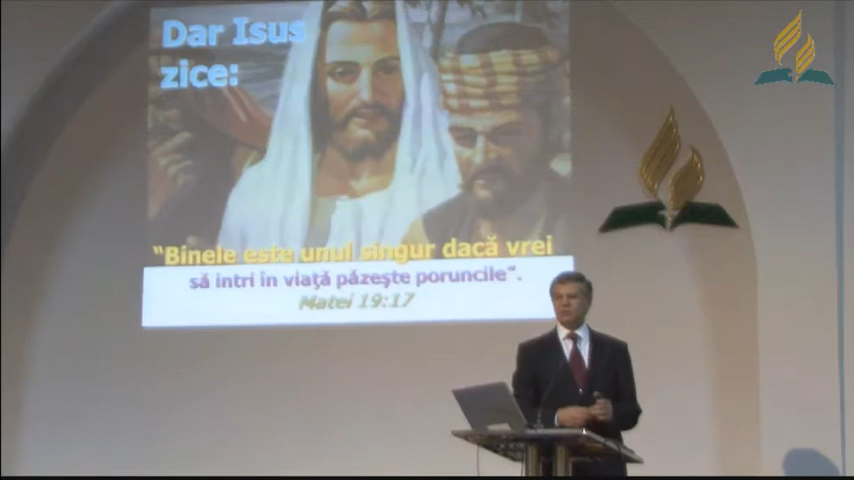 Dar Isus
zice:
“Binele este unul singur dacă vrei
să intri în viaţă păzeşte poruncile”.
Matei 19:17